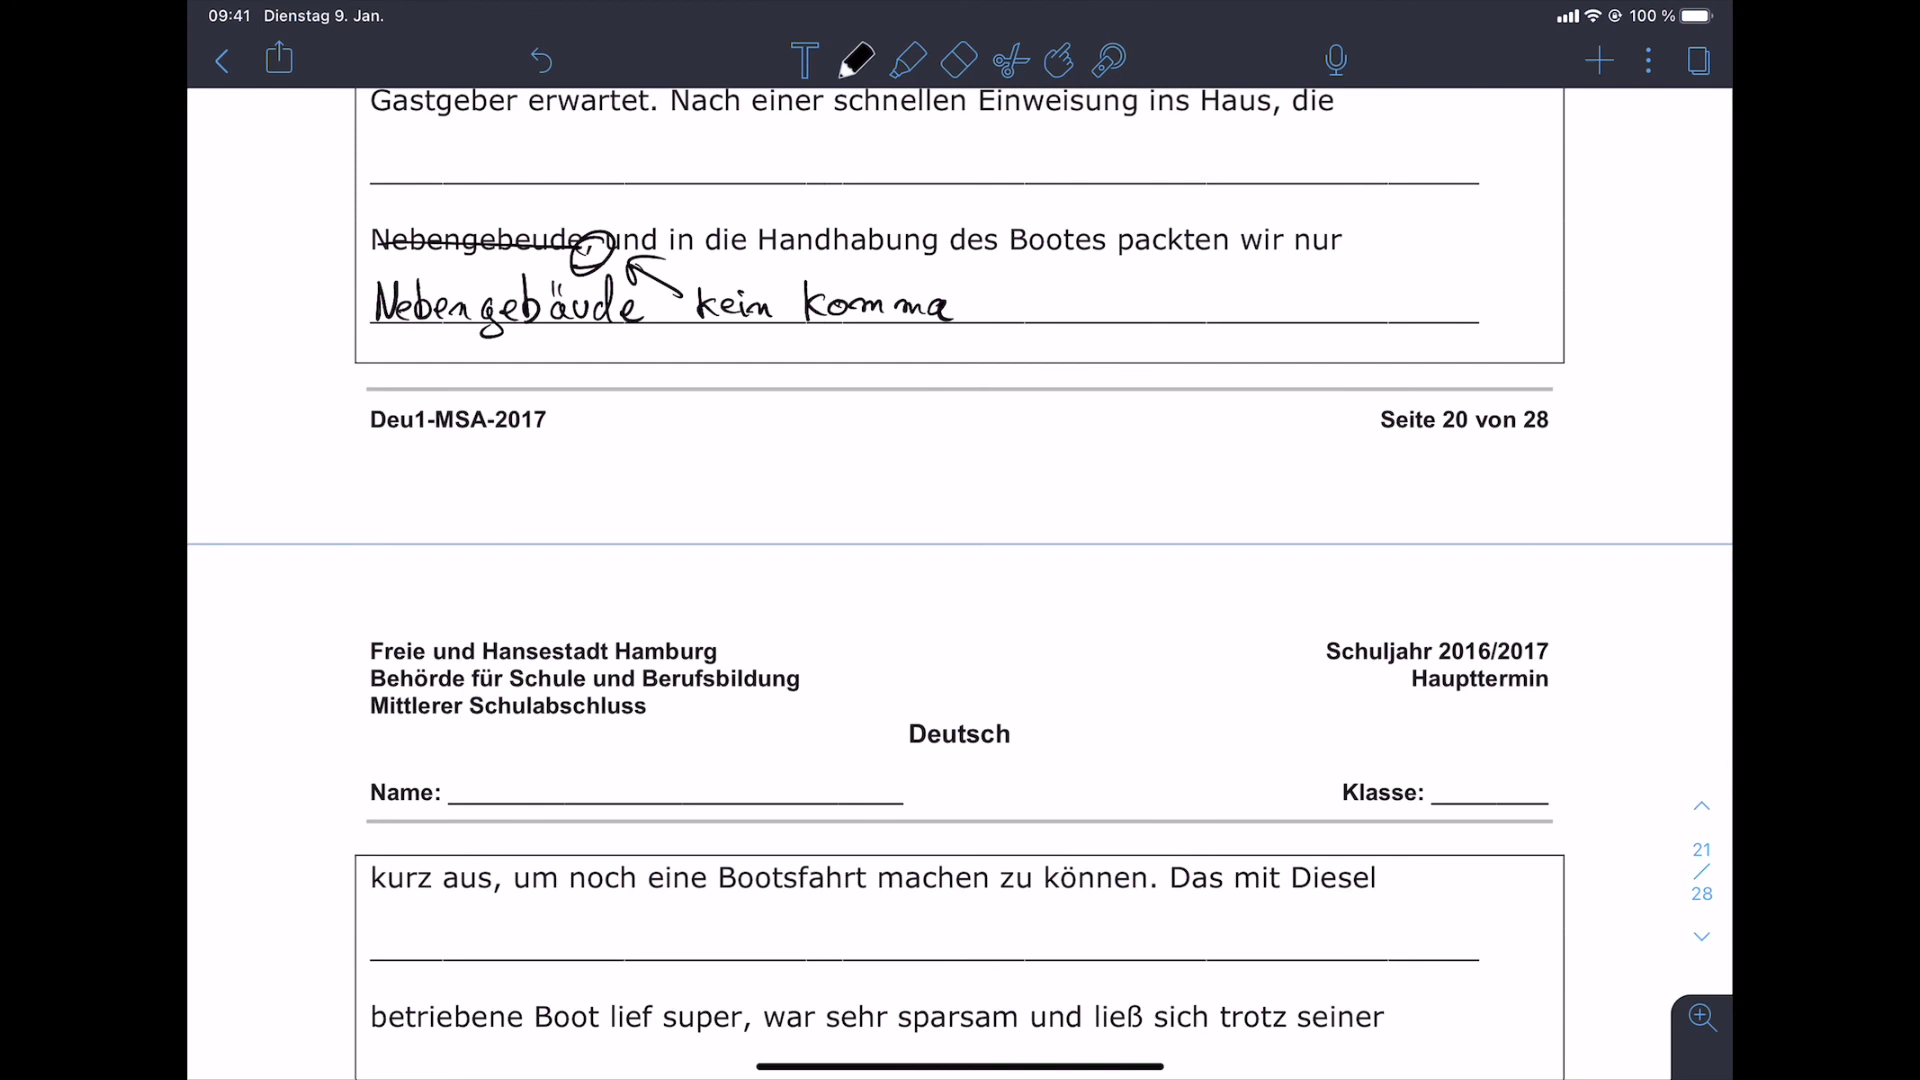 09:41 Dienstag 9. Jan.
100 %
Gastgeber erwartet. Nach einer schnellen Einweisung ins Haus, die
Nebengebeude, und in die Handhabung des Bootes packten wir nur
Nebengebäude kein komma
Deu1-MSA-2017
Seite 20 von 28
Freie und Hansestadt Hamburg
Schuljahr 2016/2017
Behörde für Schule und Berufsbildung
Haupttermin
Mittlerer Schulabschluss
Deutsch
Name:
Klasse:
21
/
28
kurz aus, um noch eine Bootsfahrt machen zu können. Das mit Diesel
betriebene Boot lief super, war sehr sparsam und ließ sich trotz seiner